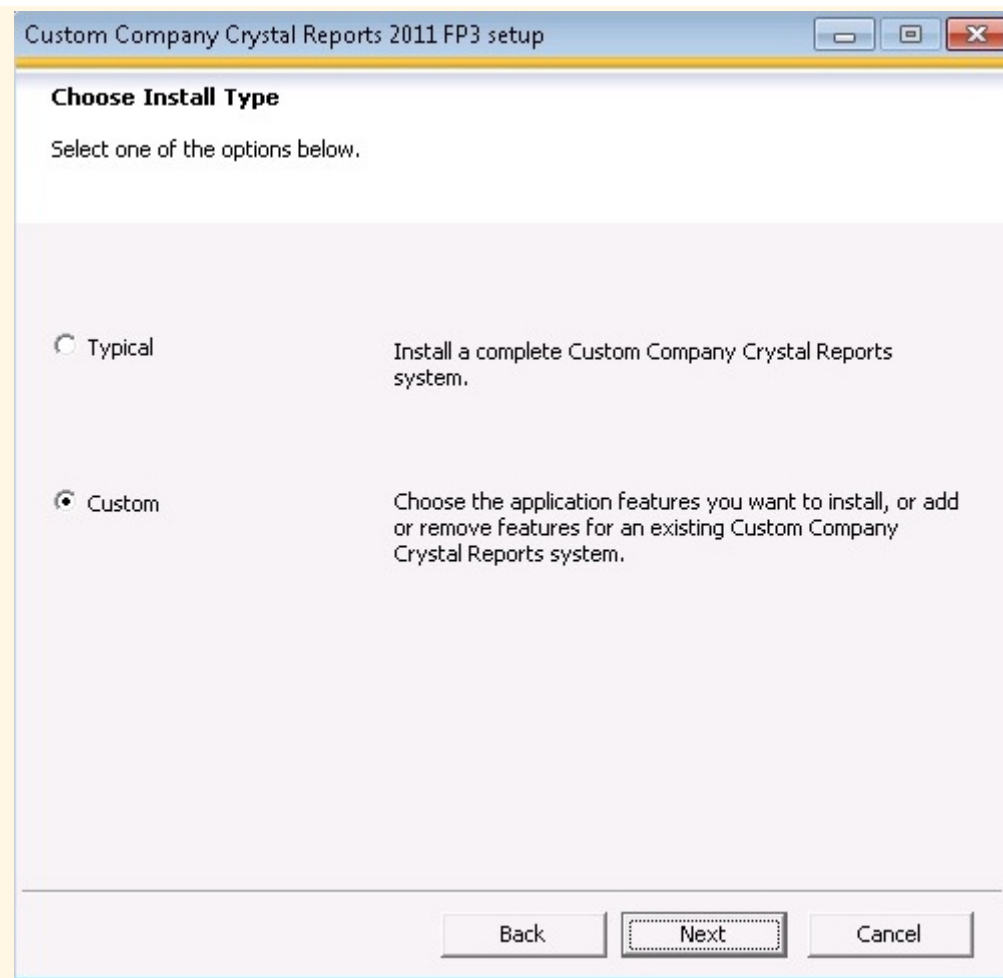 Custom Company Crystal Reports 2011 FP3 setup
Choose Install Type
Select one of the options below.
Typical
Install a complete Custom Company Crystal Reports
system.
Custom
Choose the application features you want to install, or add
or remove features for an existing Custom Company
Crystal Reports system.
Back
Next
Cancel